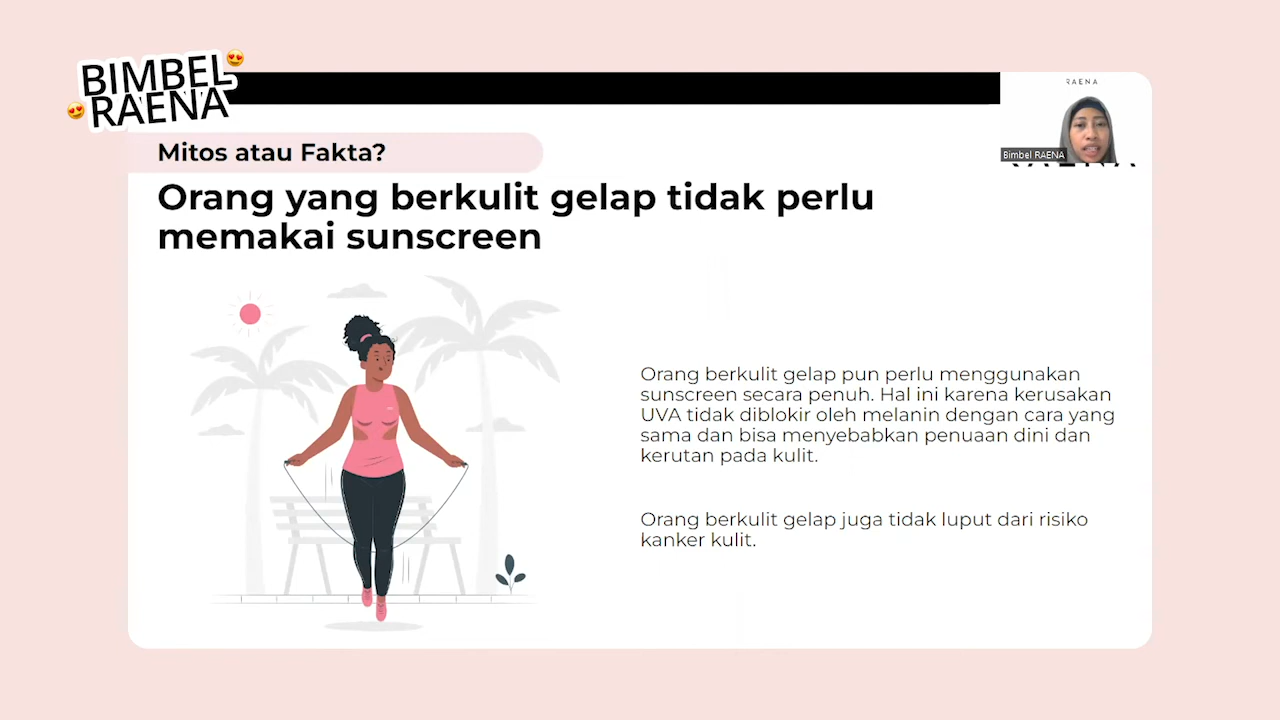 BIMBEL
RAENA
RAENA
Bimbel RAENA
Mitos atau Fakta?
Orang yang berkulit gelap tidak perlu
memakai sunscreen
Orang berkulit gelap pun perlu menggunakan
sunscreen secara penuh. Hal ini karena kerusakan
UVA tidak diblokir oleh melanin dengan cara yang
sama dan bisa menyebabkan penuaan dini dan
kerutan pada kulit.
Orang berkulit gelap juga tidak luput dari risiko
kanker kulit.